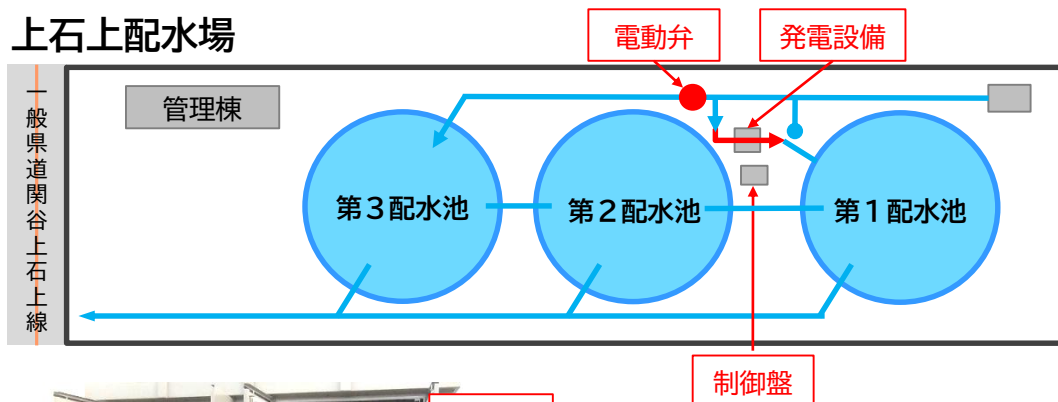 上石上配水場
電動弁
発電設備
管理棟
一般県道関谷上石上線
第3配水池
第2配水池
第1配水池
制御盤